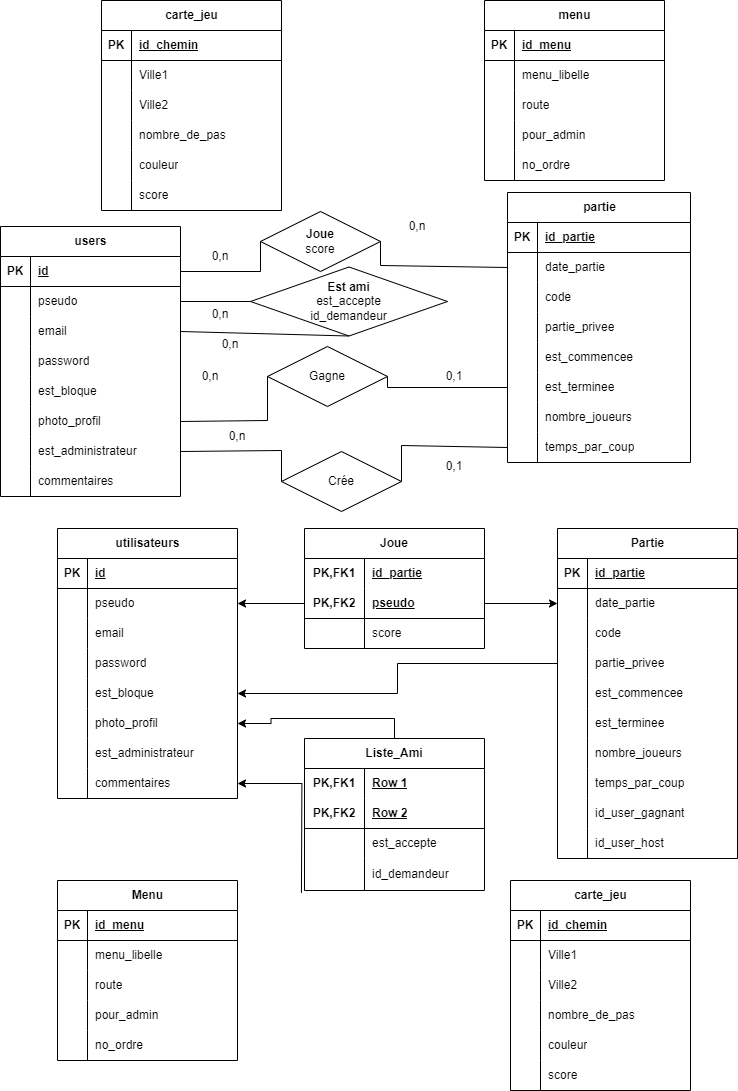 carte_jeu
PK id_chemin
Ville1
Ville2
nombre_de_pas
couleur
score
menu
PK id_menu
menu_libelle
route
pour_admin
no_ordre
users
PK id
pseudo
email
password
est_bloque
photo_profil
est_administrateur
commentaires
0,n
Joue
score
0,n
Est ami
est_accepte
id_demandeur
0,n
0,n
0,n
Gagne
0,1
0,n
Crée
0,1
partie
PK id_partie
date_partie
code
partie_privee
est_commencee
est_terminee
nombre_joueurs
temps_par_coup
utilisateurs
PK id
pseudo
email
password
est_bloque
photo_profil
est_administrateur
commentaires
Joue
PK,FK1 id_partie
PK,FK2 pseudo
score
Partie
PK id_partie
date_partie
code
partie_privee
est_commencee
est_terminee
nombre_joueurs
temps_par_coup
id_user_gagnant
id_user_host
Liste_Ami
PK,FK1 Row 1
PK,FK2 Row 2
est_accepte
id_demandeur
Menu
PK id_menu
menu_libelle
route
pour_admin
no_ordre
carte_jeu
PK id_chemin
Ville1
Ville2
nombre_de_pas
couleur
score